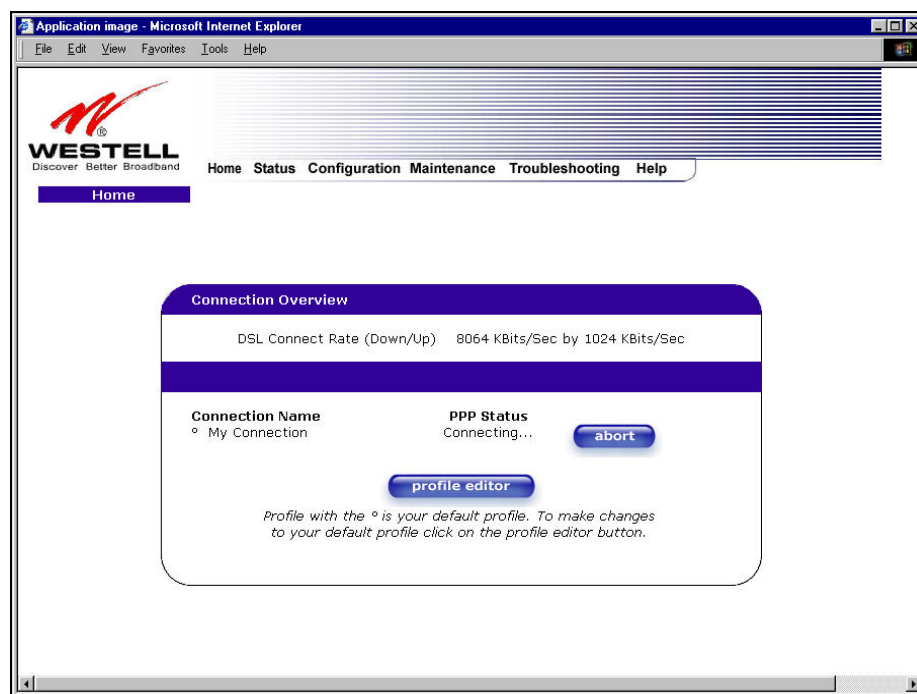 Application image - Microsoft Internet Explorer
File Edit View Favorites Tools Help
®
WESTELL
Discover Better Broadband
Home Status Configuration Maintenance Troubleshooting Help
Home
Connection Overview
DSL Connect Rate (Down/Up) 8064 KBits/Sec by 1024 KBits/Sec
Connection Name PPP Status
° My Connection Connecting... abort
profile editor
Profile with the ° is your default profile. To make changes
to your default profile click on the profile editor button.